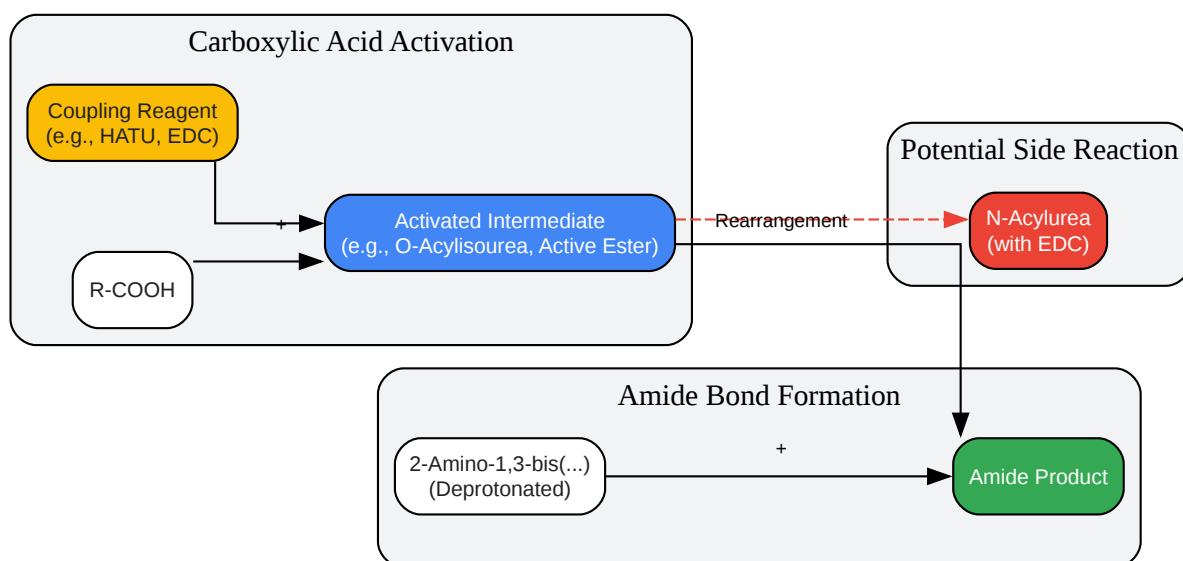 Carboxylic Acid Activation
Coupling Reagent
(e.g., HATU, EDC)
+
Activated Intermediate
(e.g., O-Acylisourea, Active Ester)
R-COOH
Rearrangement
Potential Side Reaction
N-Acylurea
(with EDC)
Amide Bond Formation
2-Amino-1,3-bis(...)
(Deprotonated)
+
Amide Product